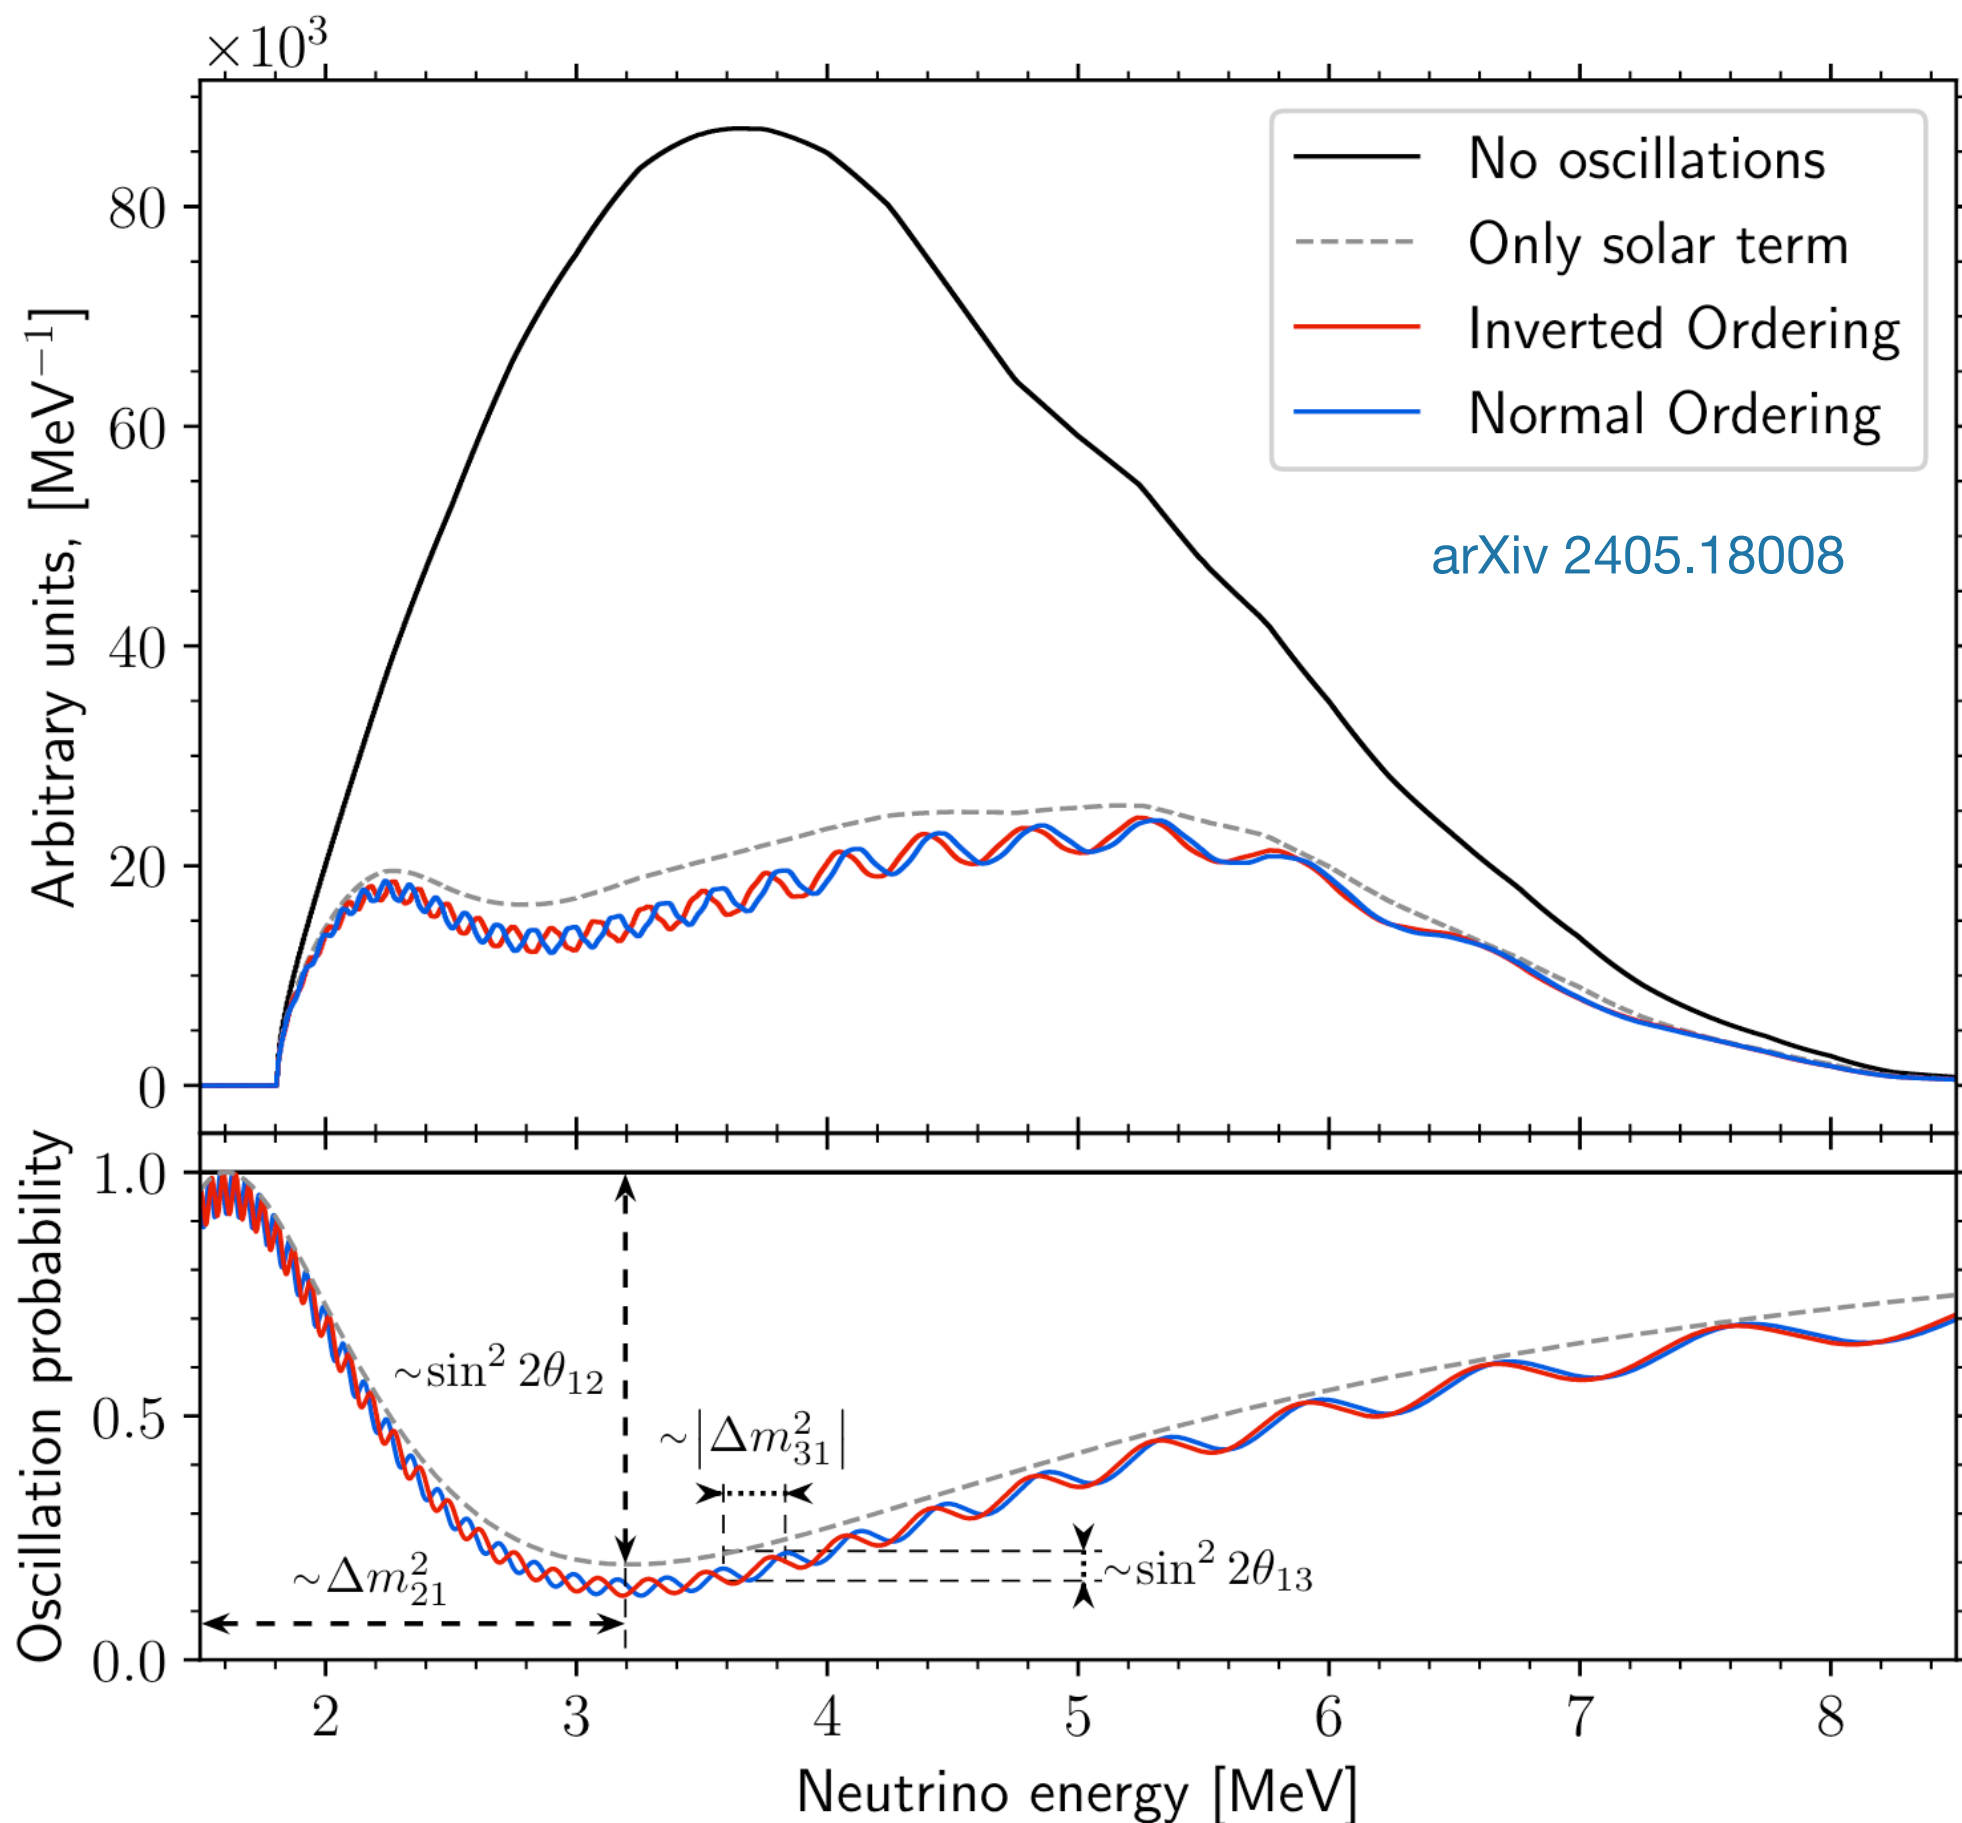 ×10³
80
60
40
20
0
Arbitrary units, [MeV⁻¹]
No oscillations
Only solar term
Inverted Ordering
Normal Ordering
arXiv 2405.18008
1.0
0.5
0.0
Oscillation probability
~sin² 2θ₁₂
~|Δm²₃₁|
~Δm²₂₁
~sin² 2θ₁₃
2 3 4 5 6 7 8
Neutrino energy [MeV]